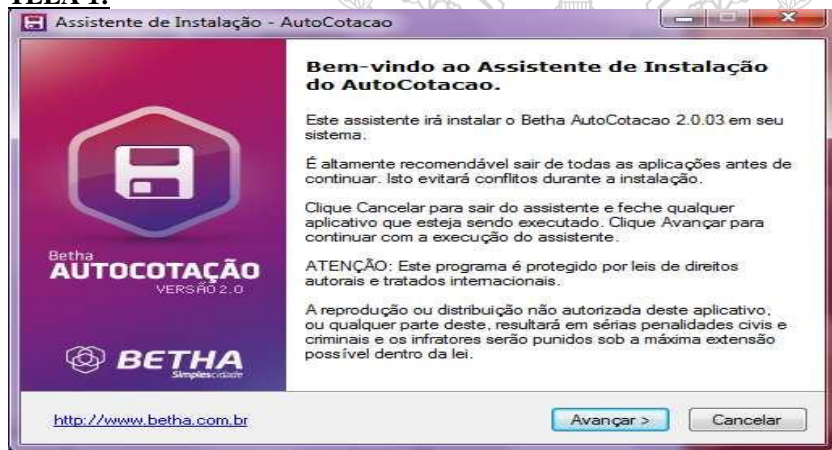 TELA 1:
Assistente de Instalação - AutoCotacao
Bem-vindo ao Assistente de Instalação
do AutoCotacao.
Este assistente irá instalar o Betha AutoCotacao 2.0.03 em seu
sistema.
É altamente recomendável sair de todas as aplicações antes de
continuar. Isto evitará conflitos durante a instalação.
Clique Cancelar para sair do assistente e feche qualquer
aplicativo que esteja sendo executado. Clique Avançar para
continuar com a execução do assistente.
ATENÇÃO: Este programa é protegido por leis de direitos
autorais e tratados internacionais.
A reprodução ou distribuição não autorizada deste aplicativo,
ou qualquer parte deste, resultará em sérias penalidades civis e
criminais e os infratores serão punidos sob a máxima extensão
possível dentro da lei.
Betha
AUTOCOTAÇÃO
VERSÃO 2.0
BETHA
Simplescidade
http://www.betha.com.br
Avançar >
Cancelar